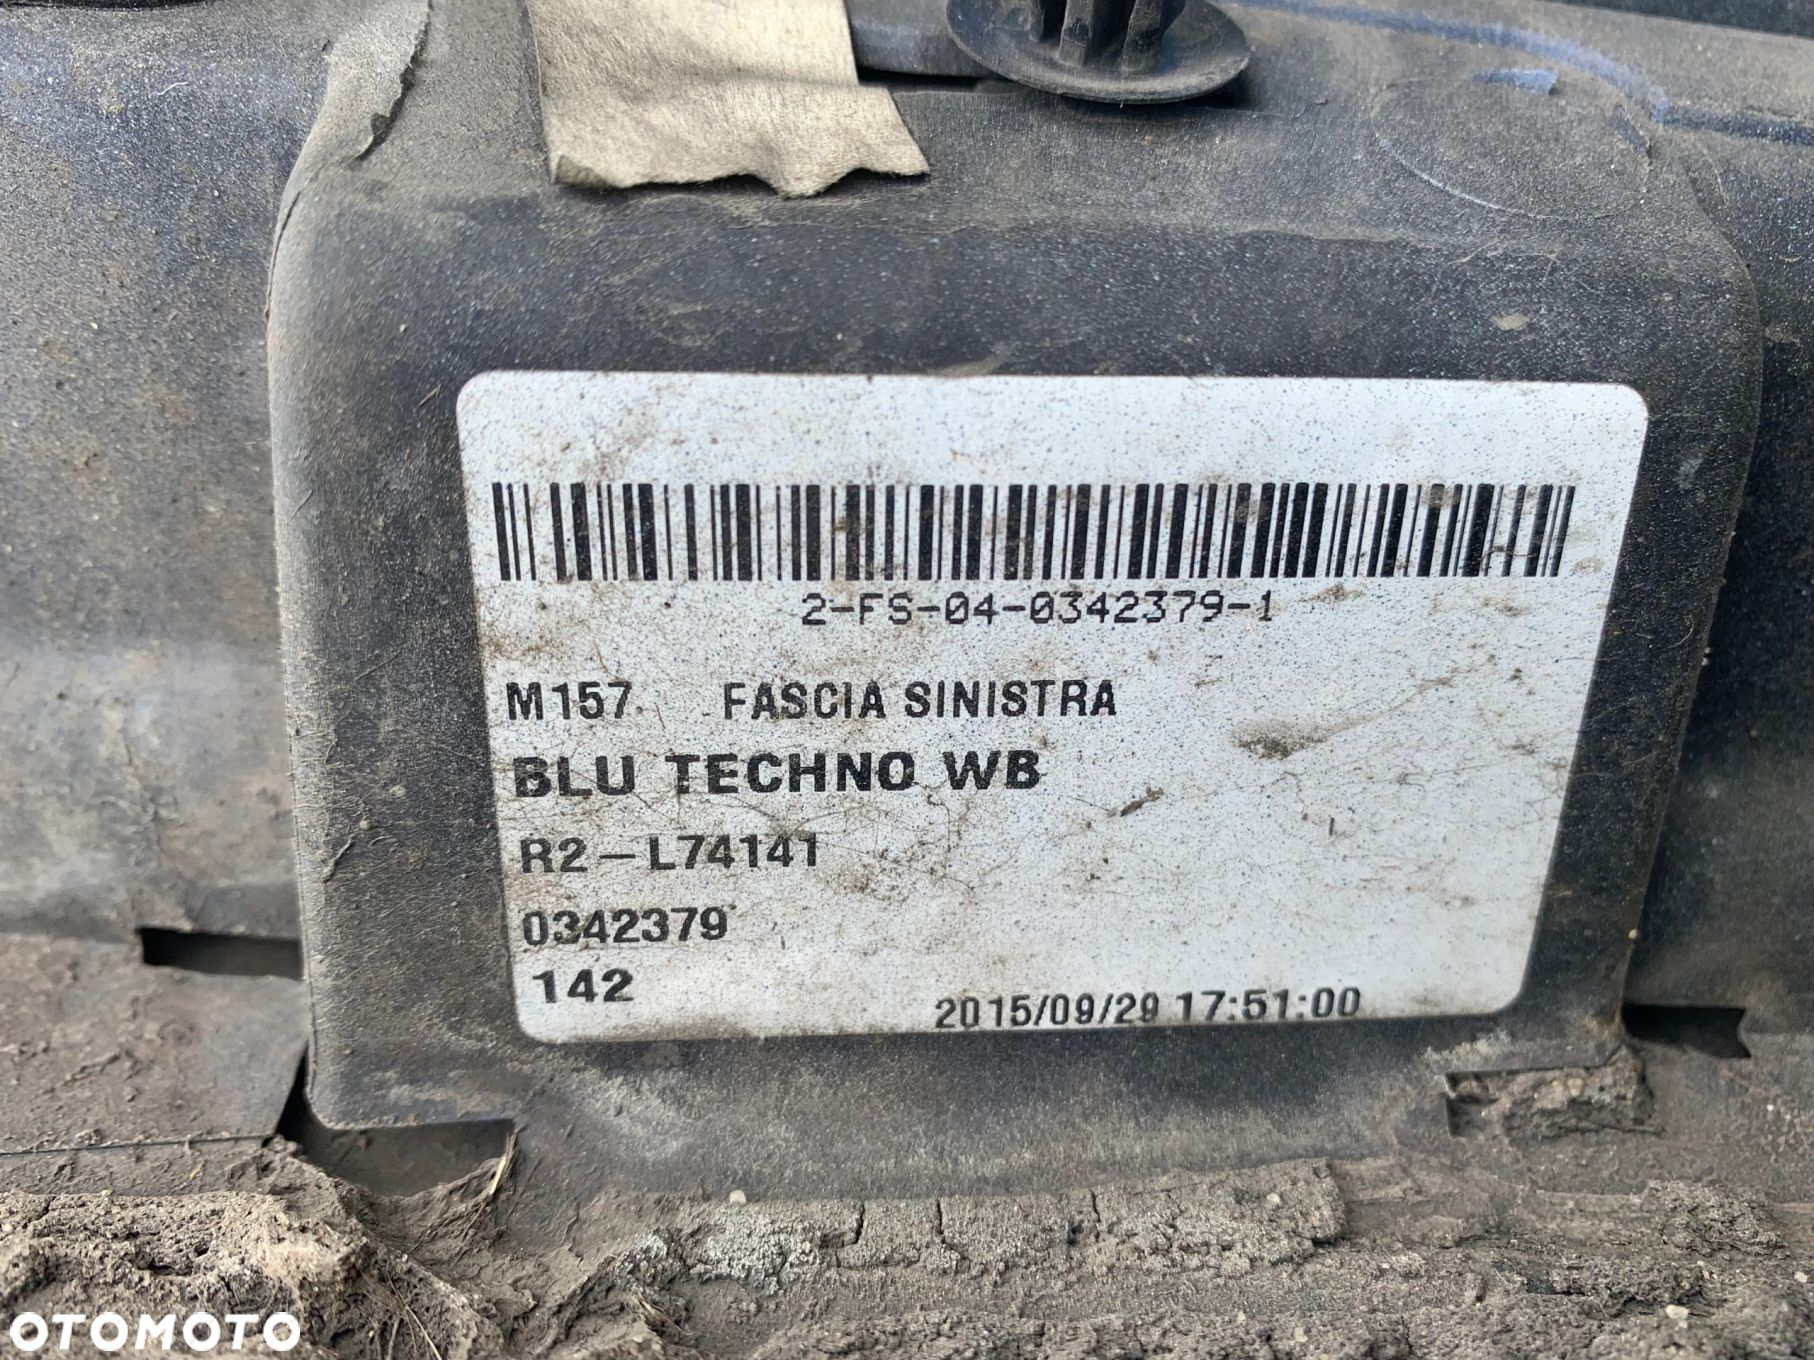 2-FS-04-0342379-1
M157 FASCIA SINISTRA
BLU TECHNO WB
R2-L74141
0342379
142
2015/09/29 17:51:00
OTOMOTO